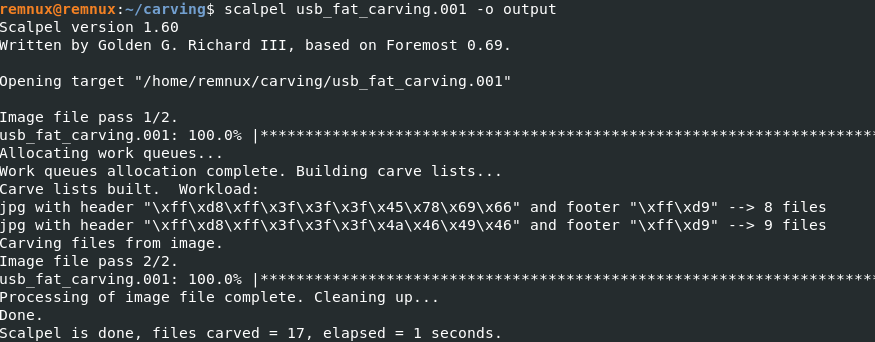 remnux@remnux:~/carving$ scalpel usb_fat_carving.001 -o output
Scalpel version 1.60
Written by Golden G. Richard III, based on Foremost 0.69.
Opening target "/home/remnux/carving/usb_fat_carving.001"
Image file pass 1/2.
usb_fat_carving.001: 100.0% |*********************************************************************
Allocating work queues...
Work queues allocation complete. Building carve lists...
Carve lists built.  Workload:
jpg with header "\xff\xd8\xff\x3f\x3f\x3f\x45\x78\x69\x66" and footer "\xff\xd9" --> 8 files
jpg with header "\xff\xd8\xff\x3f\x3f\x3f\x4a\x46\x49\x46" and footer "\xff\xd9" --> 9 files
Carving files from image.
Image file pass 2/2.
usb_fat_carving.001: 100.0% |*********************************************************************
Processing of image file complete. Cleaning up...
Done.
Scalpel is done, files carved = 17, elapsed = 1 seconds.